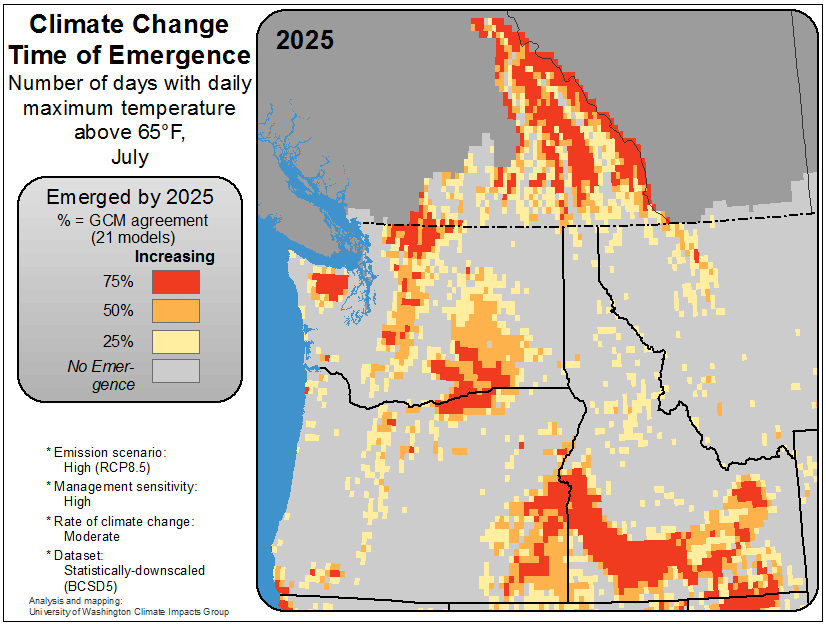 Climate Change
Time of Emergence
Number of days with daily
maximum temperature
above 65°F,
July
Emerged by 2025
% = GCM agreement
(21 models)
Increasing
75%
50%
25%
No Emer-
gence
* Emission scenario:
High (RCP8.5)
* Management sensitivity:
High
* Rate of climate change:
Moderate
* Dataset:
Statistically-downscaled
(BCSD5)
Analysis and mapping:
University of Washington Climate Impacts Group
2025